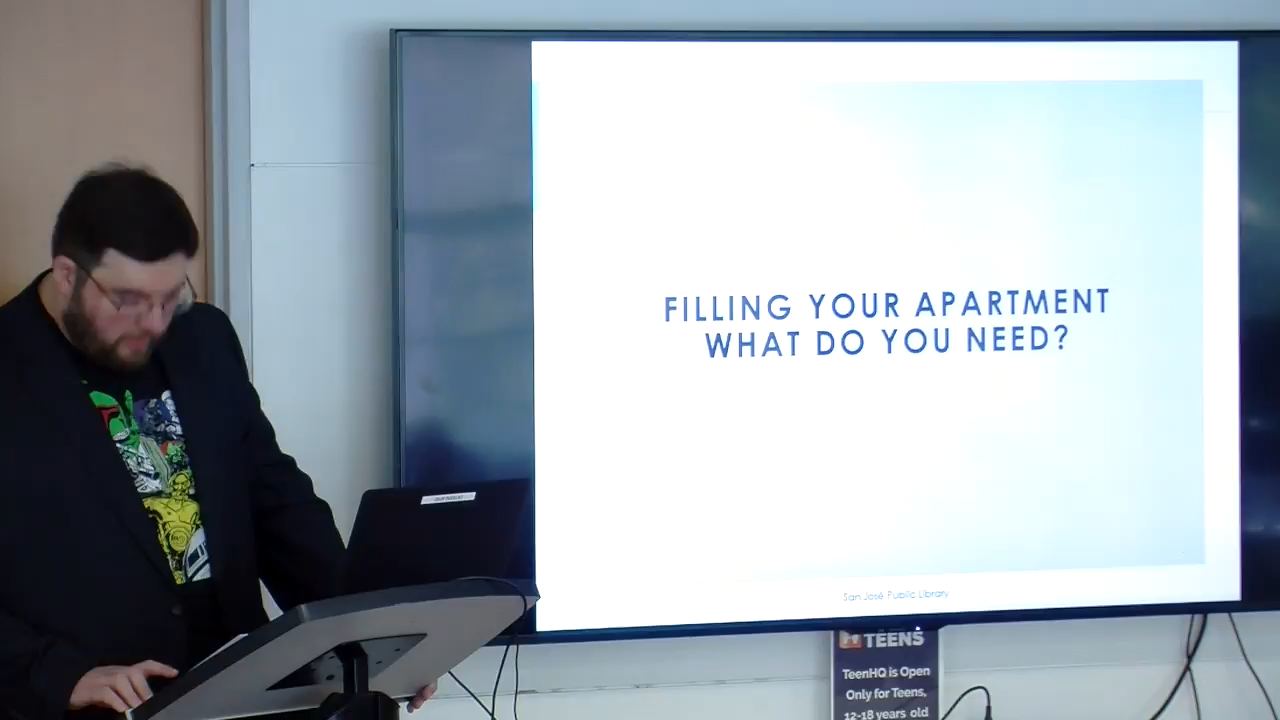 FILLING YOUR APARTMENT
WHAT DO YOU NEED?
San José Public Library
TEENS
TeenHQ is Open
Only for Teens,
12-18 years old